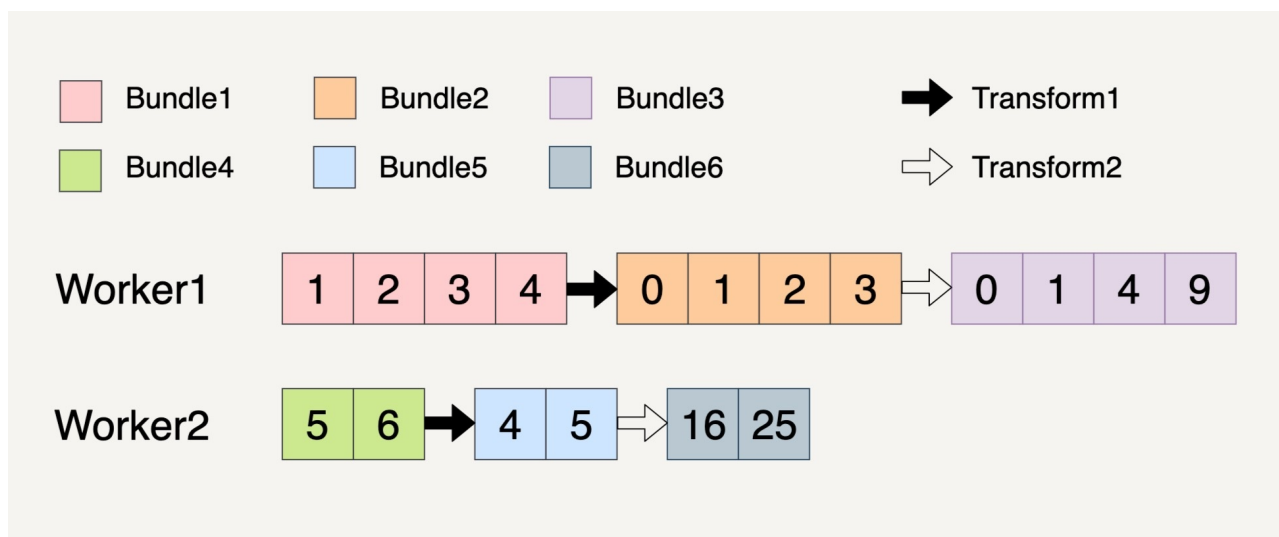 Bundle1 Bundle2 Bundle3 Transform1
Bundle4 Bundle5 Bundle6 Transform2
Worker1 1 2 3 4 0 1 2 3 0 1 4 9
Worker2 5 6 4 5 16 25